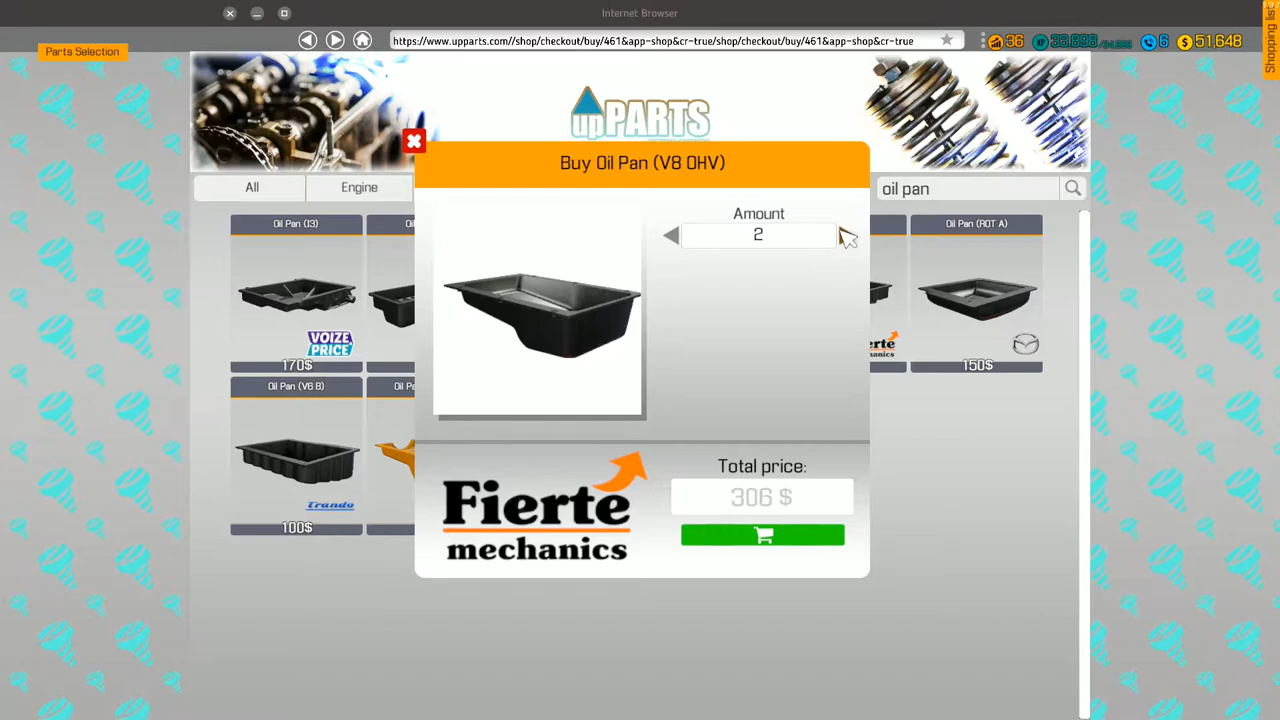 Internet Browser
Parts Selection
https://www.upparts.com//shop/checkout/buy/461&app-shop&cr-true/shop/checkout/buy/461&app-shop&cr-true
36
6
51,648
Shopping list
upPARTS
Buy Oil Pan (V8 OHV)
All
Engine
oil pan
Amount
2
Oil Pan (I3)
Oil Pan (ROT A)
VOIZE
PRICE
170$
mechanics
150$
Oil Pan (V6 B)
Trando
100$
Total price:
306 $
Fierte
mechanics